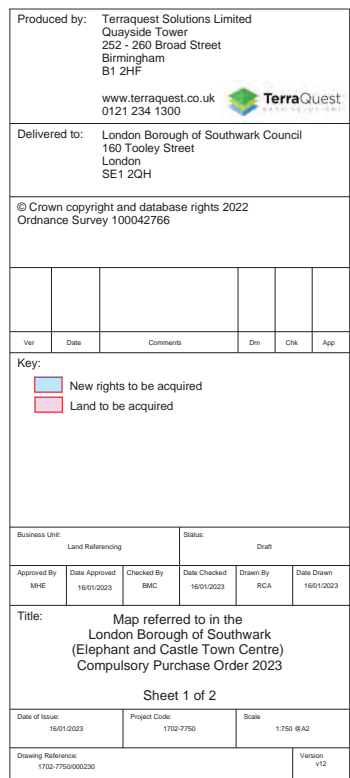 Produced by: Terraquest Solutions Limited
Quayside Tower
252 - 260 Broad Street
Birmingham
B1 2HF
www.terraquest.co.uk
0121 234 1300
TerraQuest
DATA SOLUTIONS
Delivered to: London Borough of Southwark Council
160 Tooley Street
London
SE1 2QH
© Crown copyright and database rights 2022
Ordnance Survey 100042766
Ver Date Comments Drn Chk App
Key:
New rights to be acquired
Land to be acquired
Business Unit: Status:
Land Referencing Draft
Approved By Date Approved Checked By Date Checked Drawn By Date Drawn
MHE 16/01/2023 BMC 16/01/2023 RCA 16/01/2023
Title: Map referred to in the
London Borough of Southwark
(Elephant and Castle Town Centre)
Compulsory Purchase Order 2023
Sheet 1 of 2
Date of Issue: Project Code: Scale
16/01/2023 1702-7750 1:750 @A2
Drawing Reference: Version
1702-7750/000230 v12